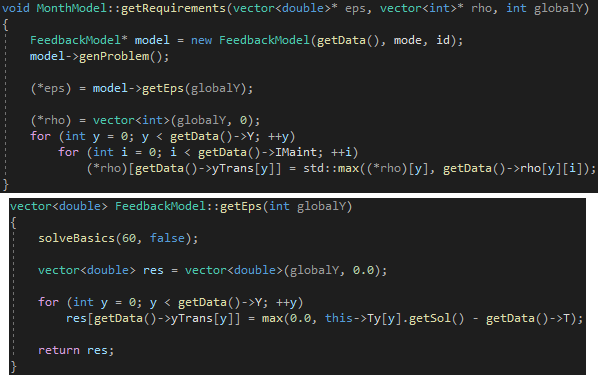 void MonthModel::getRequirements(vector<double>* eps, vector<int>* rho, int globalY)
{
FeedbackModel* model = new FeedbackModel(getData(), mode, id);
model->genProblem();
(*eps) = model->getEps(globalY);
(*rho) = vector<int>(globalY, 0);
for (int y = 0; y < getData()->Y; ++y)
for (int i = 0; i < getData()->IMaint; ++i)
(*rho)[getData()->yTrans[y]] = std::max((*rho)[y], getData()->rho[y][i]);
}
vector<double> FeedbackModel::getEps(int globalY)
{
solveBasics(60, false);
vector<double> res = vector<double>(globalY, 0.0);
for (int y = 0; y < getData()->Y; ++y)
res[getData()->yTrans[y]] = max(0.0, this->Ty[y].getSol() - getData()->T);
return res;
}